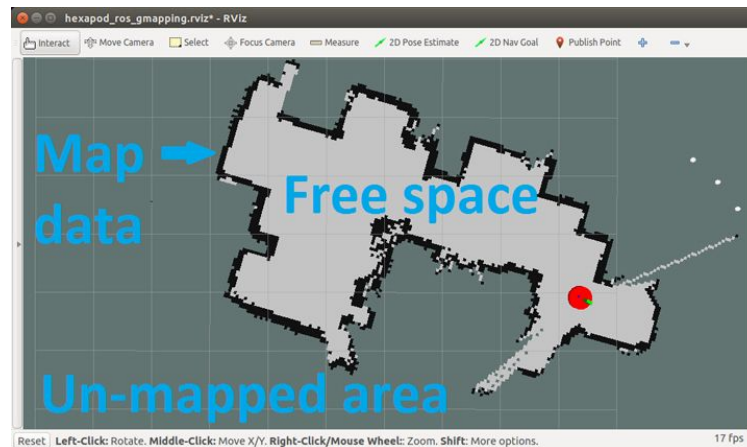 hexapod_ros_gmapping.rviz* - RViz
Interact Move Camera Select Focus Camera Measure 2D Pose Estimate 2D Nav Goal Publish Point
Map
data
Free space
Un-mapped area
Reset Left-Click: Rotate. Middle-Click: Move X/Y. Right-Click/Mouse Wheel:: Zoom. Shift: More options. 17 fps